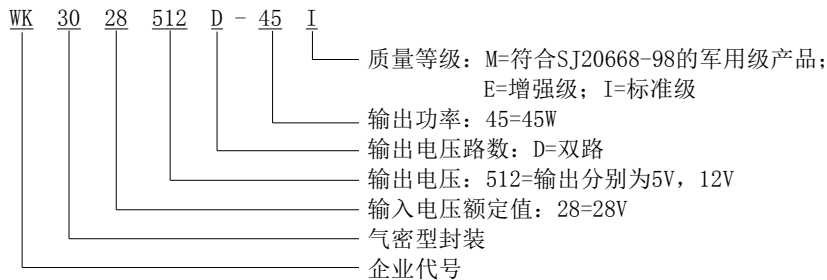 WK 30 28 512 D - 45 I
质量等级：M=符合SJ20668-98的军用级产品；
E=增强级；I=标准级
输出功率：45=45W
输出电压路数：D=双路
输出电压：512=输出分别为5V，12V
输入电压额定值：28=28V
气密型封装
企业代号